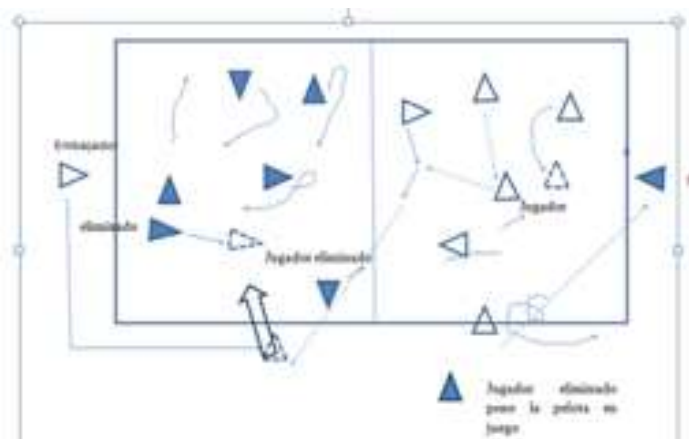 Embajador
eliminado
Jugador
Jugador eliminado
Jugador eliminado
pone la pelota en
juego